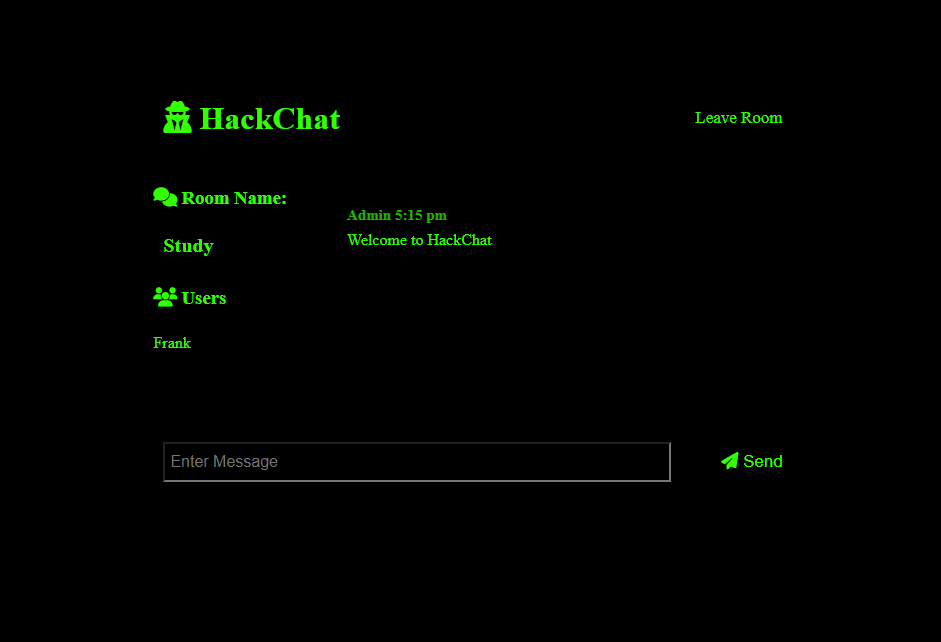 HackChat
Leave Room
Room Name:
Study
Users
Frank
Admin 5:15 pm
Welcome to HackChat
Enter Message
Send